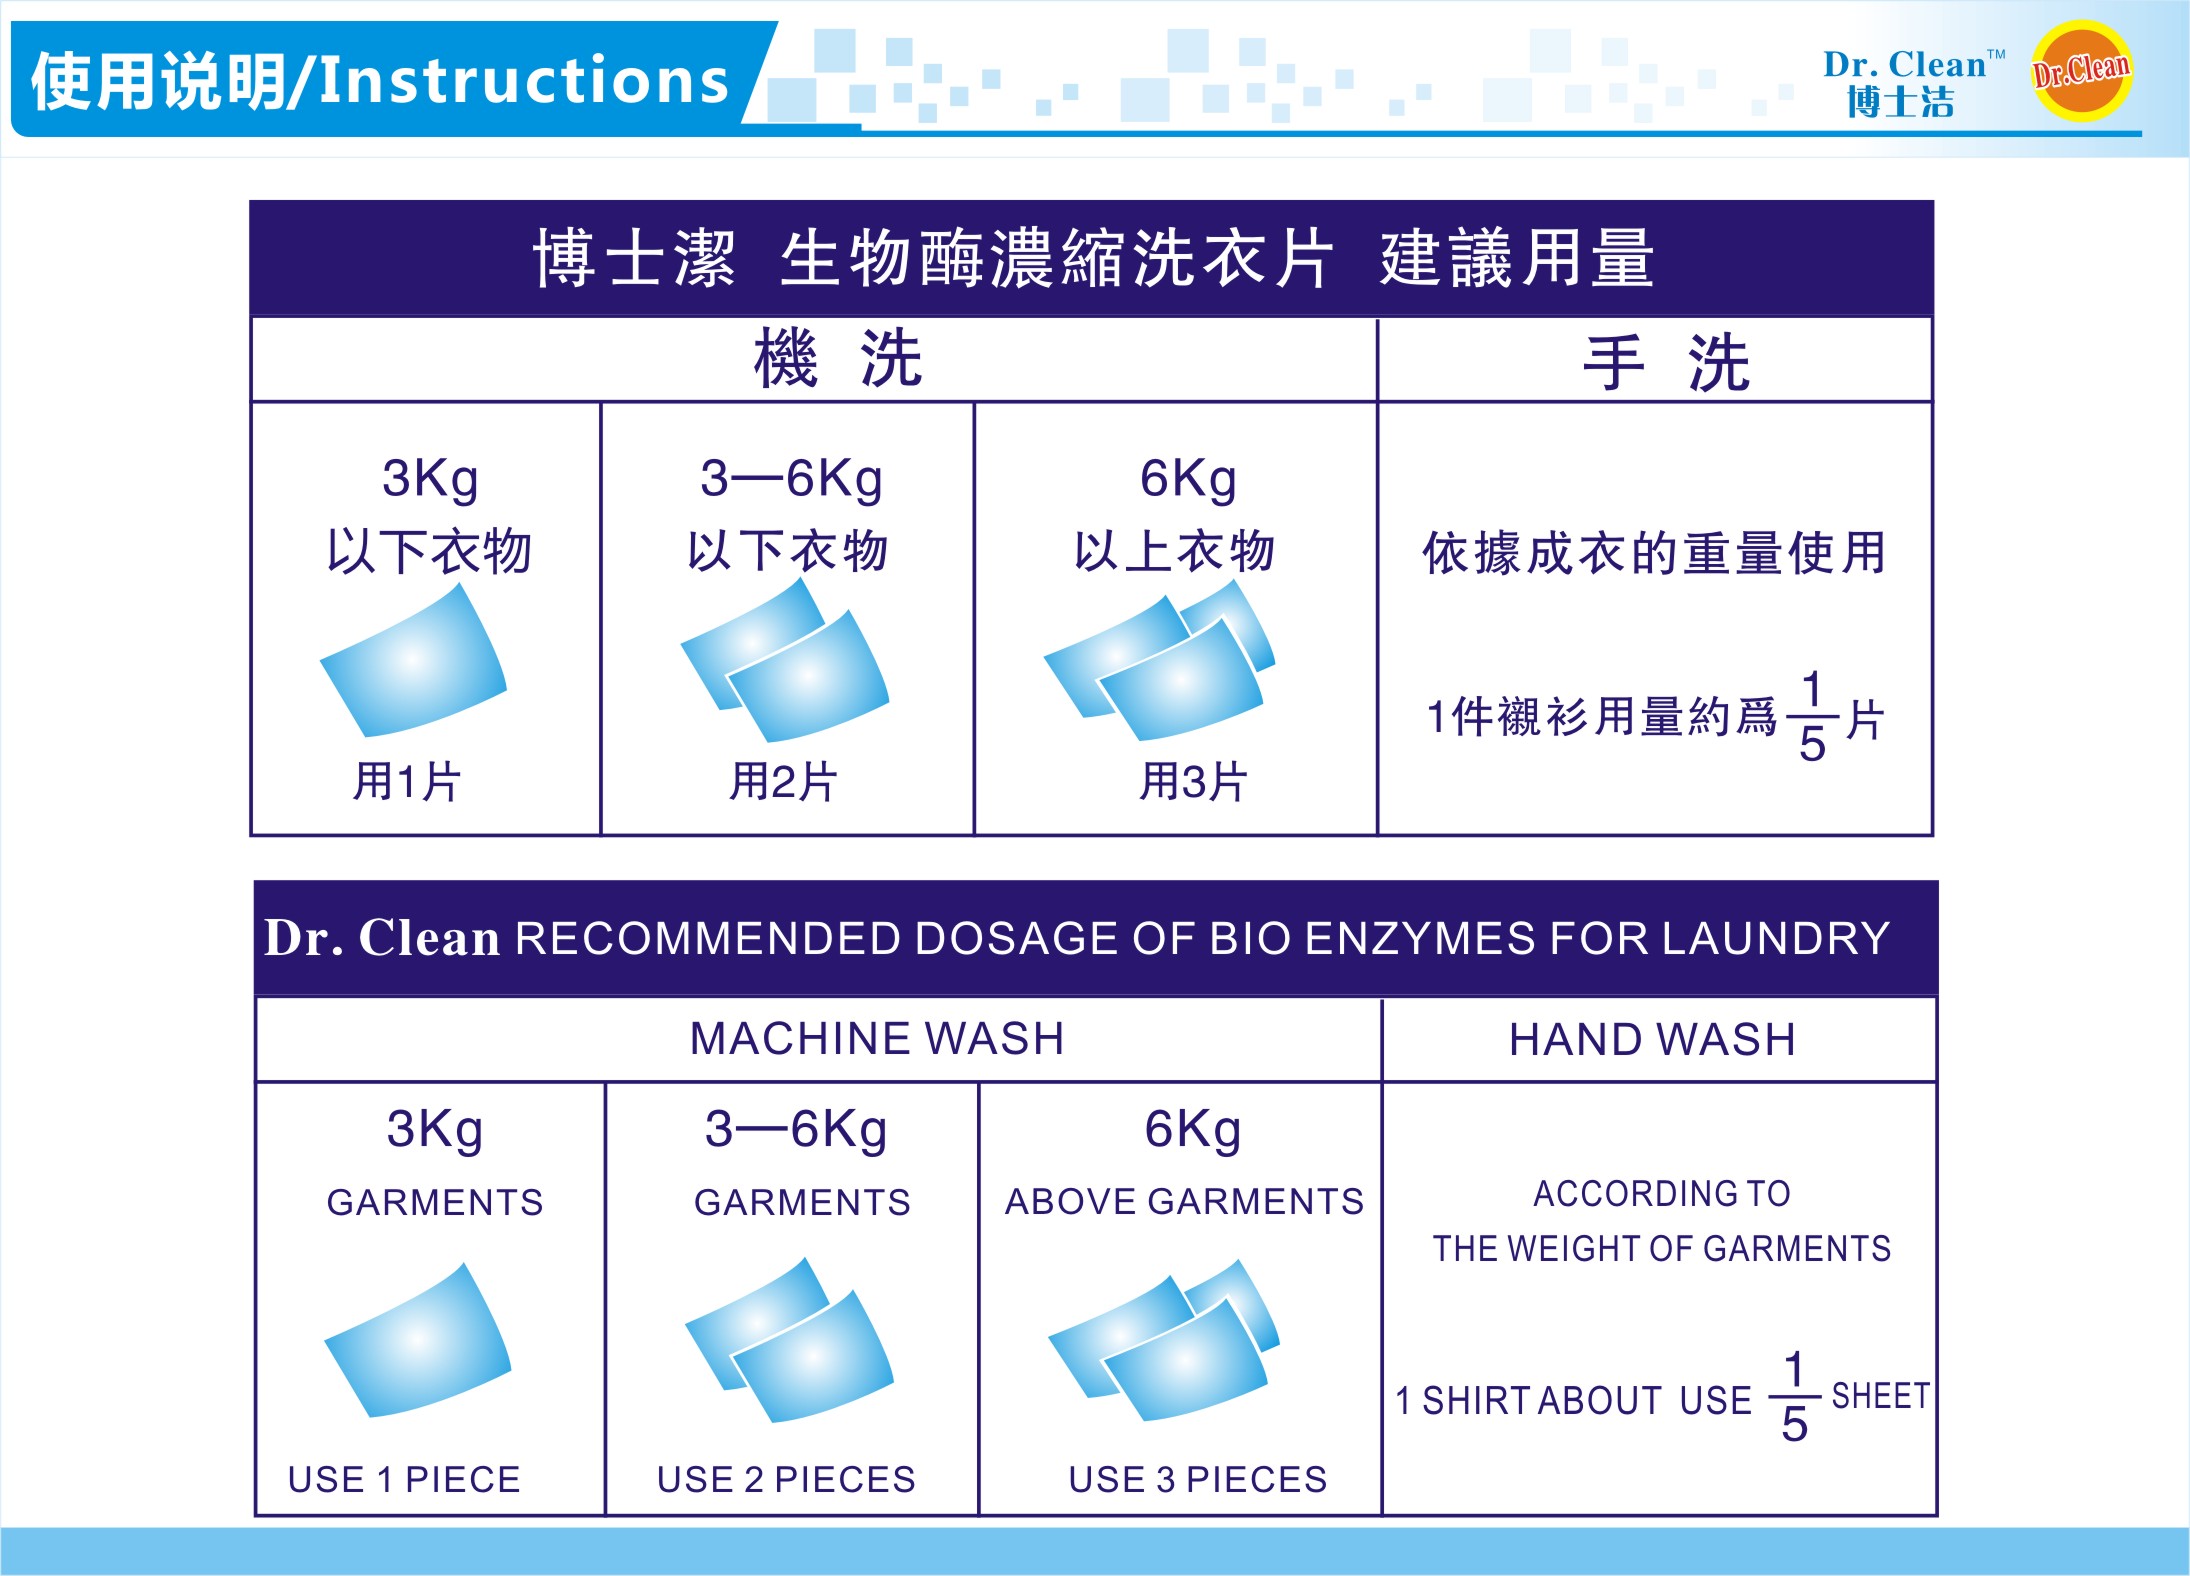 使用说明/Instructions
Dr. Clean™
博士洁
Dr.Clean
博士潔 生物酶濃縮洗衣片 建議用量
機 洗
手 洗
3Kg
以下衣物
用1片
3—6Kg
以下衣物
用2片
6Kg
以上衣物
用3片
依據成衣的重量使用
1件襯衫用量約爲1/5片
Dr. Clean RECOMMENDED DOSAGE OF BIO ENZYMES FOR LAUNDRY
MACHINE WASH
HAND WASH
3Kg
GARMENTS
USE 1 PIECE
3—6Kg
GARMENTS
USE 2 PIECES
6Kg
ABOVE GARMENTS
USE 3 PIECES
ACCORDING TO
THE WEIGHT OF GARMENTS
1 SHIRT ABOUT USE 1/5 SHEET